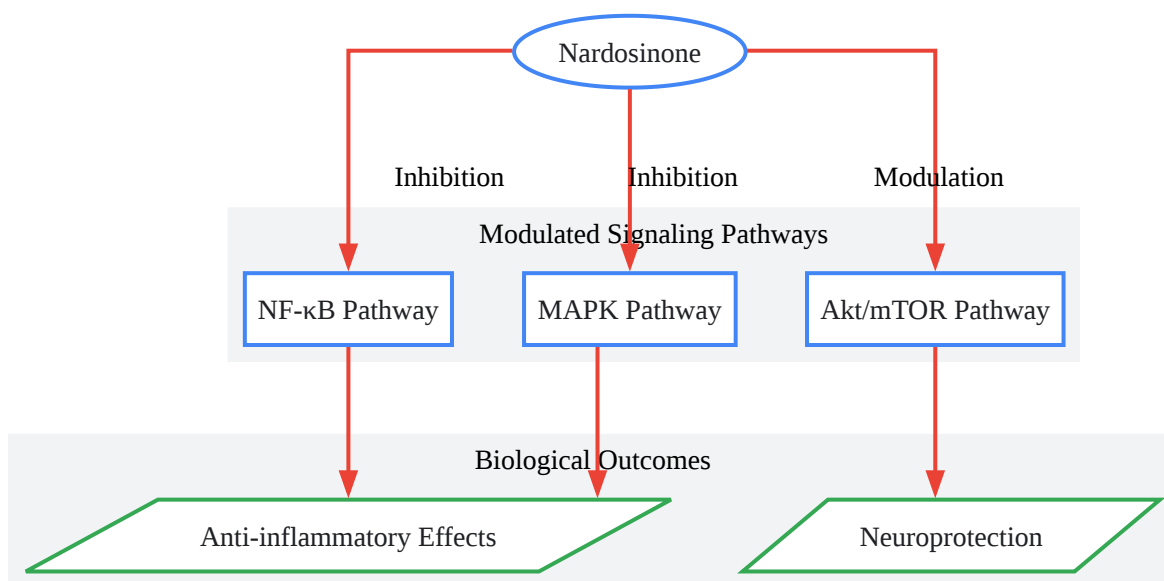 Nardosinone
Inhibition
Inhibition
Modulation
Modulated Signaling Pathways
NF-κB Pathway
MAPK Pathway
Akt/mTOR Pathway
Biological Outcomes
Anti-inflammatory Effects
Neuroprotection